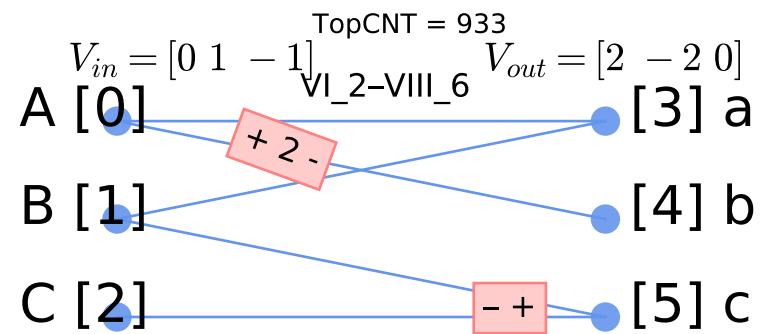 TopCNT = 933
V_in = [0 1 −1] V_out = [2 −2 0]
VI_2–VIII_6
A [0] [3] a
+ 2 -
B [1] [4] b
C [2] – + [5] c